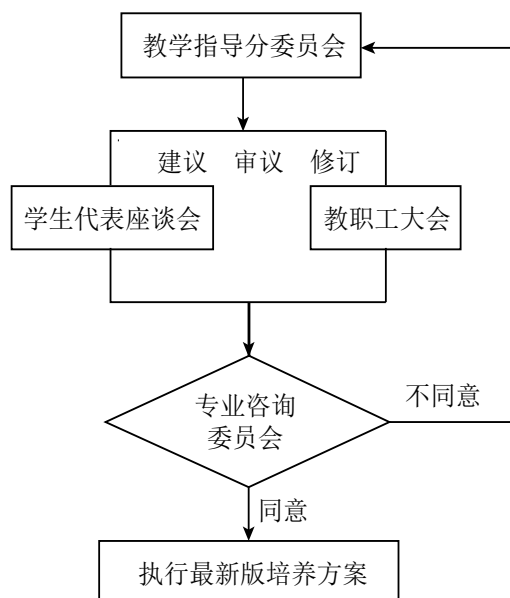 教学指导分委员会
建议 审议 修订
学生代表座谈会
教职工大会
专业咨询
委员会
不同意
同意
执行最新版培养方案